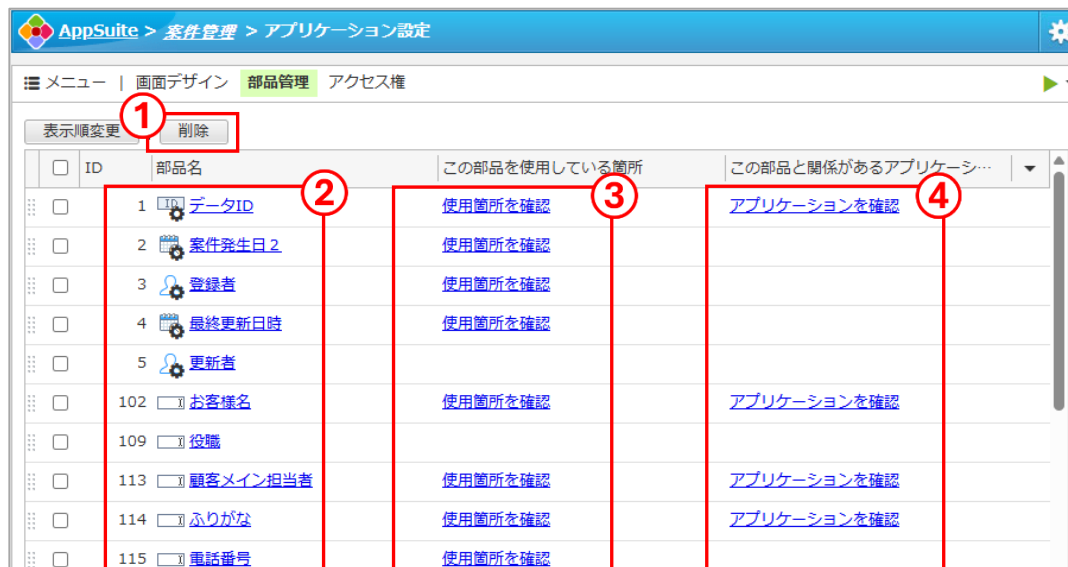 AppSuite > 案件管理 > アプリケーション設定
メニュー | 画面デザイン 部品管理 アクセス権
① 
表示順変更 削除
ID 部品名 この部品を使用している箇所 この部品と関係があるアプリケーシ…
② ③ ④
1 ID データID 使用箇所を確認 アプリケーションを確認
2 案件発生日２ 使用箇所を確認
3 登録者 使用箇所を確認
4 最終更新日時 使用箇所を確認
5 更新者
102 お客様名 使用箇所を確認 アプリケーションを確認
109 役職
113 顧客メイン担当者 使用箇所を確認 アプリケーションを確認
114 ふりがな 使用箇所を確認 アプリケーションを確認
115 電話番号 使用箇所を確認